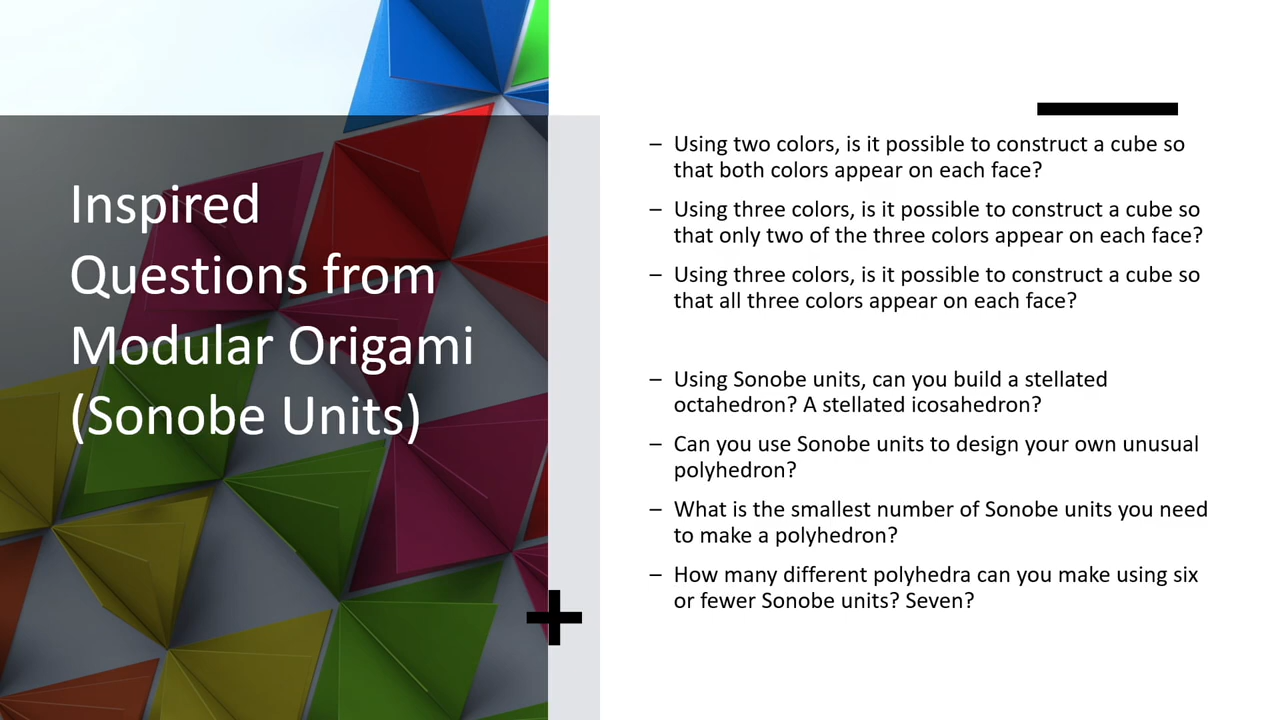 Inspired
Questions from
Modular Origami
(Sonobe Units)
– Using two colors, is it possible to construct a cube so
that both colors appear on each face?
– Using three colors, is it possible to construct a cube so
that only two of the three colors appear on each face?
– Using three colors, is it possible to construct a cube so
that all three colors appear on each face?
– Using Sonobe units, can you build a stellated
octahedron? A stellated icosahedron?
– Can you use Sonobe units to design your own unusual
polyhedron?
– What is the smallest number of Sonobe units you need
to make a polyhedron?
– How many different polyhedra can you make using six
or fewer Sonobe units? Seven?